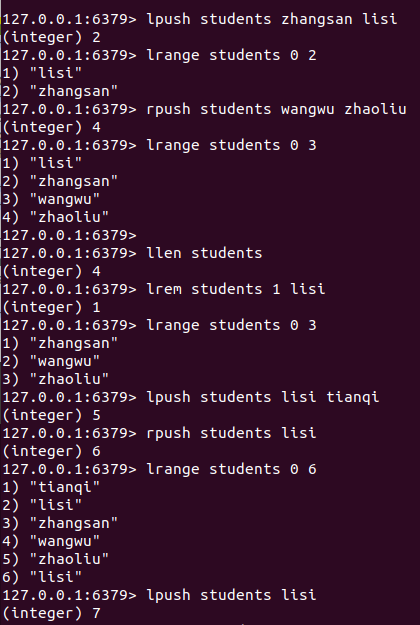 127.0.0.1:6379> lpush students zhangsan lisi
(integer) 2
127.0.0.1:6379> lrange students 0 2
1) "lisi"
2) "zhangsan"
127.0.0.1:6379> rpush students wangwu zhaoliu
(integer) 4
127.0.0.1:6379> lrange students 0 3
1) "lisi"
2) "zhangsan"
3) "wangwu"
4) "zhaoliu"
127.0.0.1:6379>
127.0.0.1:6379> llen students
(integer) 4
127.0.0.1:6379> lrem students 1 lisi
(integer) 1
127.0.0.1:6379> lrange students 0 3
1) "zhangsan"
2) "wangwu"
3) "zhaoliu"
127.0.0.1:6379> lpush students lisi tianqi
(integer) 5
127.0.0.1:6379> rpush students lisi
(integer) 6
127.0.0.1:6379> lrange students 0 6
1) "tianqi"
2) "lisi"
3) "zhangsan"
4) "wangwu"
5) "zhaoliu"
6) "lisi"
127.0.0.1:6379> lpush students lisi
(integer) 7